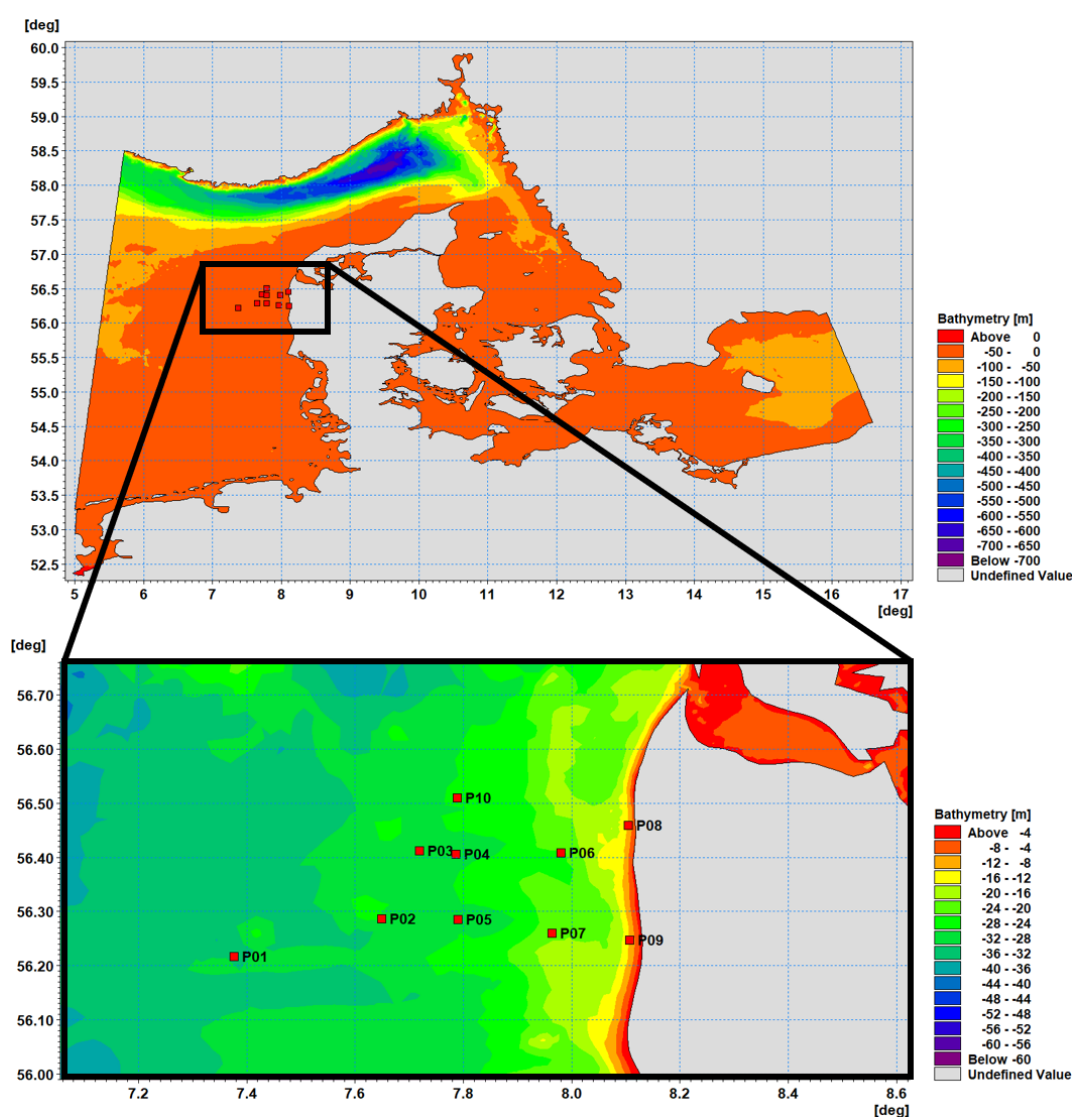 [deg]
60.0
59.5
59.0
58.5
58.0
57.5
57.0
56.5
56.0
55.5
55.0
54.5
54.0
53.5
53.0
52.5
5 6 7 8 9 10 11 12 13 14 15 16 17
[deg]
Bathymetry [m]
Above 0
-50 - 0
-100 - -50
-150 - -100
-200 - -150
-250 - -200
-300 - -250
-350 - -300
-400 - -350
-450 - -400
-500 - -450
-550 - -500
-600 - -550
-650 - -600
-700 - -650
Below -700
Undefined Value
[deg]
56.70
56.60
56.50
56.40
56.30
56.20
56.10
56.00
P10
P08
P03
P04
P06
P02
P05
P07
P09
P01
7.2 7.4 7.6 7.8 8.0 8.2 8.4 8.6
[deg]
Bathymetry [m]
Above -4
-8 - -4
-12 - -8
-16 - -12
-20 - -16
-24 - -20
-28 - -24
-32 - -28
-36 - -32
-40 - -36
-44 - -40
-48 - -44
-52 - -48
-56 - -52
-60 - -56
Below -60
Undefined Value